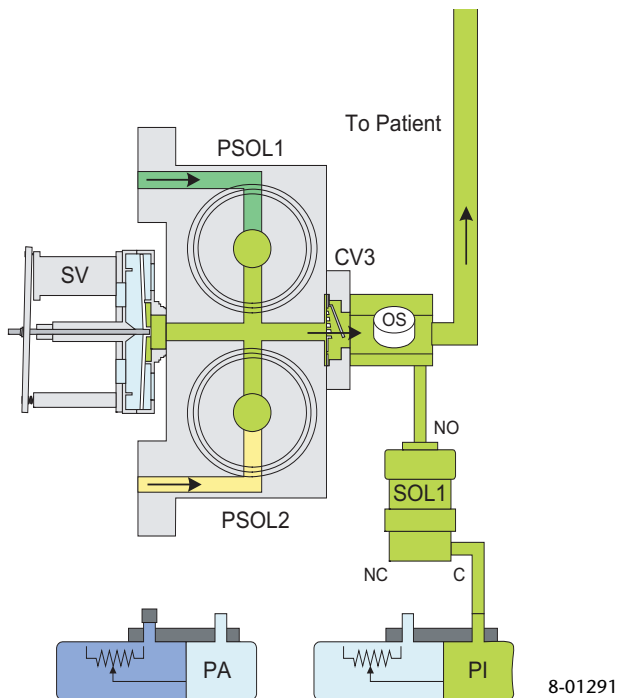 To Patient
PSOL1
CV3
SV
OS
NO
SOL1
PSOL2
NC C
PA
PI
8-01291